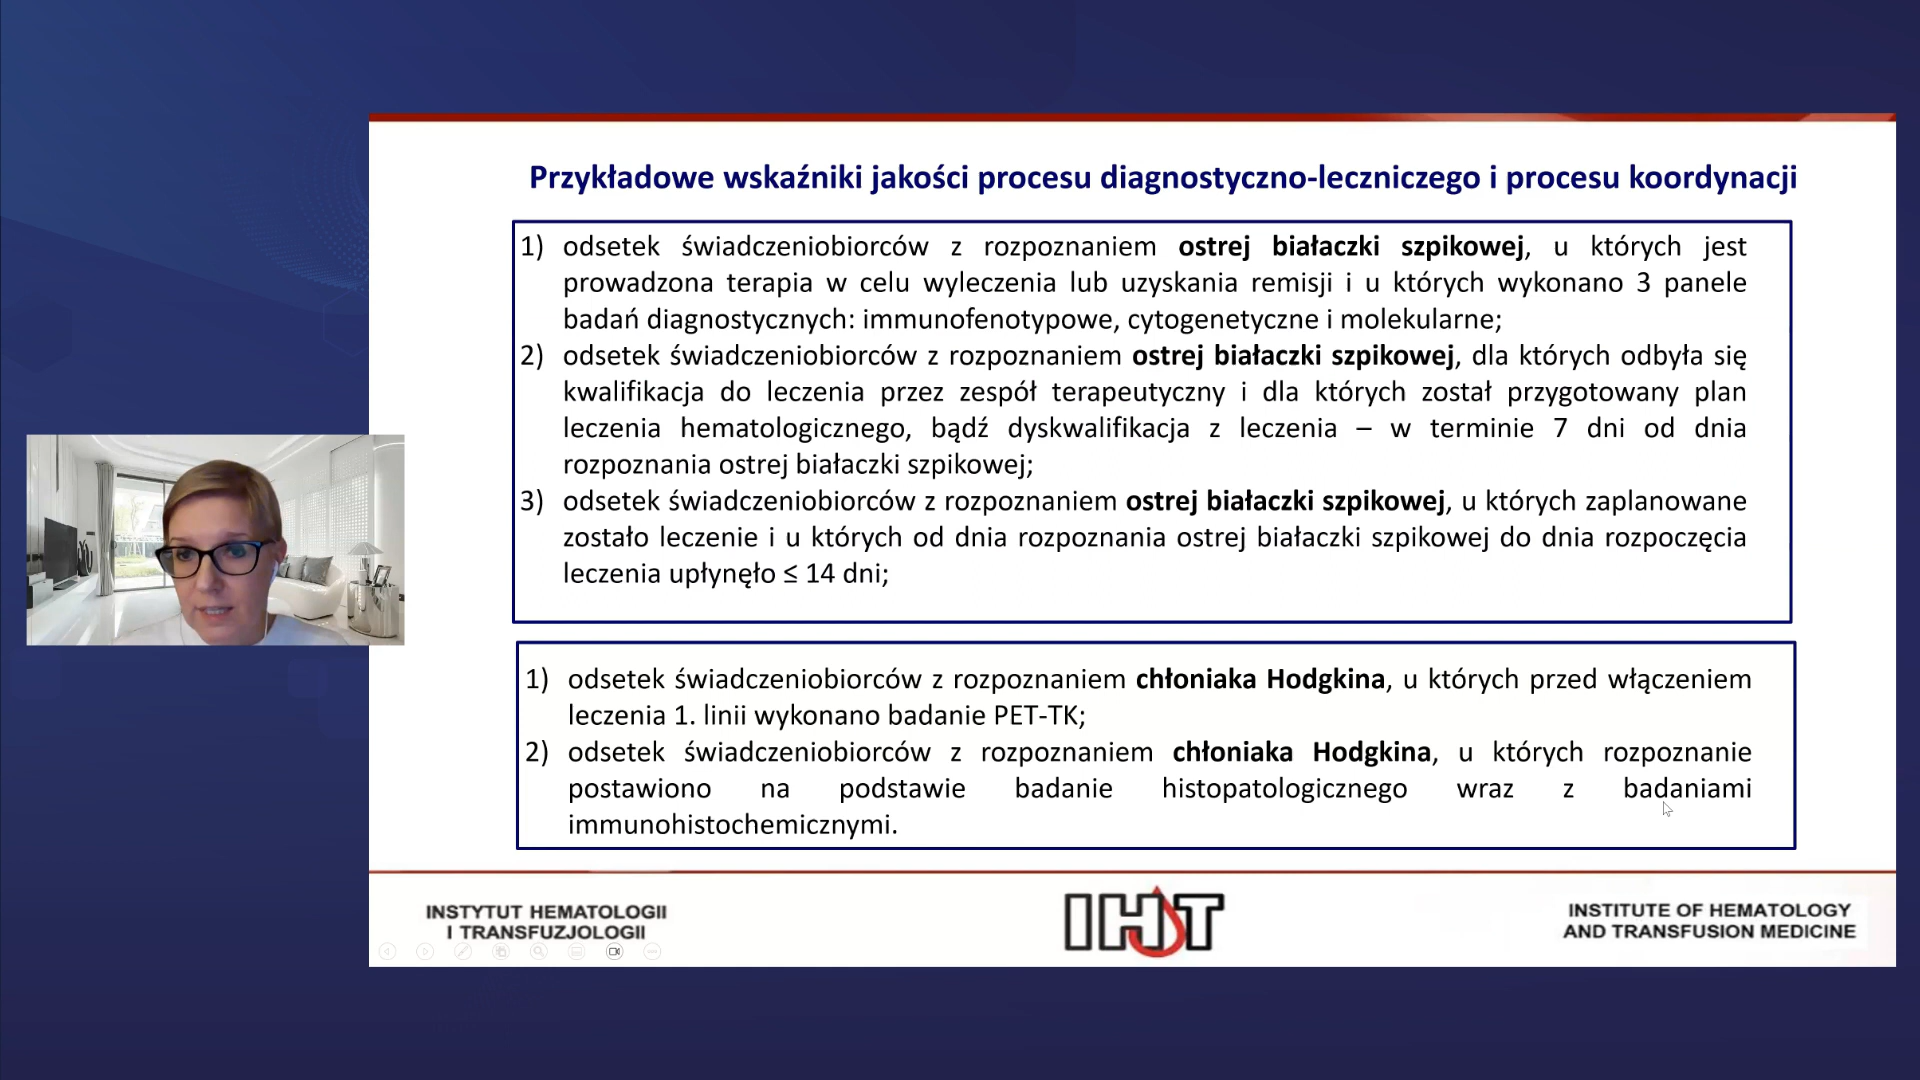 Przykładowe wskaźniki jakości procesu diagnostyczno-leczniczego i procesu koordynacji
1) odsetek świadczeniobiorców z rozpoznaniem ostrej białaczki szpikowej, u których jest
prowadzona terapia w celu wyleczenia lub uzyskania remisji i u których wykonano 3 panele
badań diagnostycznych: immunofenotypowe, cytogenetyczne i molekularne;
2) odsetek świadczeniobiorców z rozpoznaniem ostrej białaczki szpikowej, dla których odbyła się
kwalifikacja do leczenia przez zespół terapeutyczny i dla których został przygotowany plan
leczenia hematologicznego, bądź dyskwalifikacja z leczenia – w terminie 7 dni od dnia
rozpoznania ostrej białaczki szpikowej;
3) odsetek świadczeniobiorców z rozpoznaniem ostrej białaczki szpikowej, u których zaplanowane
zostało leczenie i u których od dnia rozpoznania ostrej białaczki szpikowej do dnia rozpoczęcia
leczenia upłynęło ≤ 14 dni;
1) odsetek świadczeniobiorców z rozpoznaniem chłoniaka Hodgkina, u których przed włączeniem
leczenia 1. linii wykonano badanie PET-TK;
2) odsetek świadczeniobiorców z rozpoznaniem chłoniaka Hodgkina, u których rozpoznanie
postawiono na podstawie badanie histopatologicznego wraz z badaniami
immunohistochemicznymi.
INSTYTUT HEMATOLOGII
I TRANSFUZJOLOGII
IHT
INSTITUTE OF HEMATOLOGY
AND TRANSFUSION MEDICINE